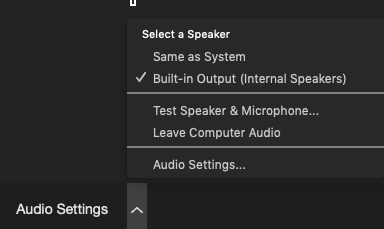 Select a Speaker
Same as System
✓ Built-in Output (Internal Speakers)
Test Speaker & Microphone...
Leave Computer Audio
Audio Settings...
Audio Settings